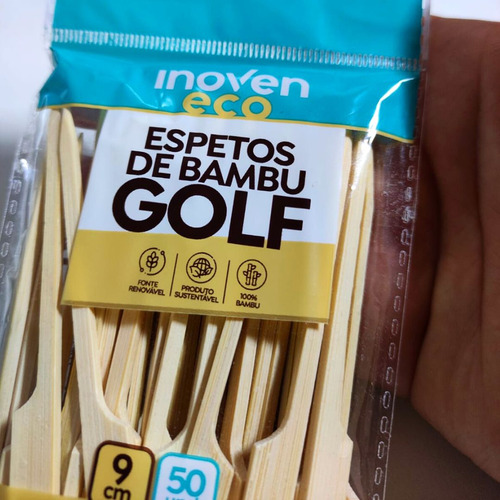 inoven
eco
ESPETOS
DE BAMBU
GOLF
FONTE
RENOVÁVEL
PRODUTO
SUSTENTÁVEL
100%
BAMBU
9
cm
50